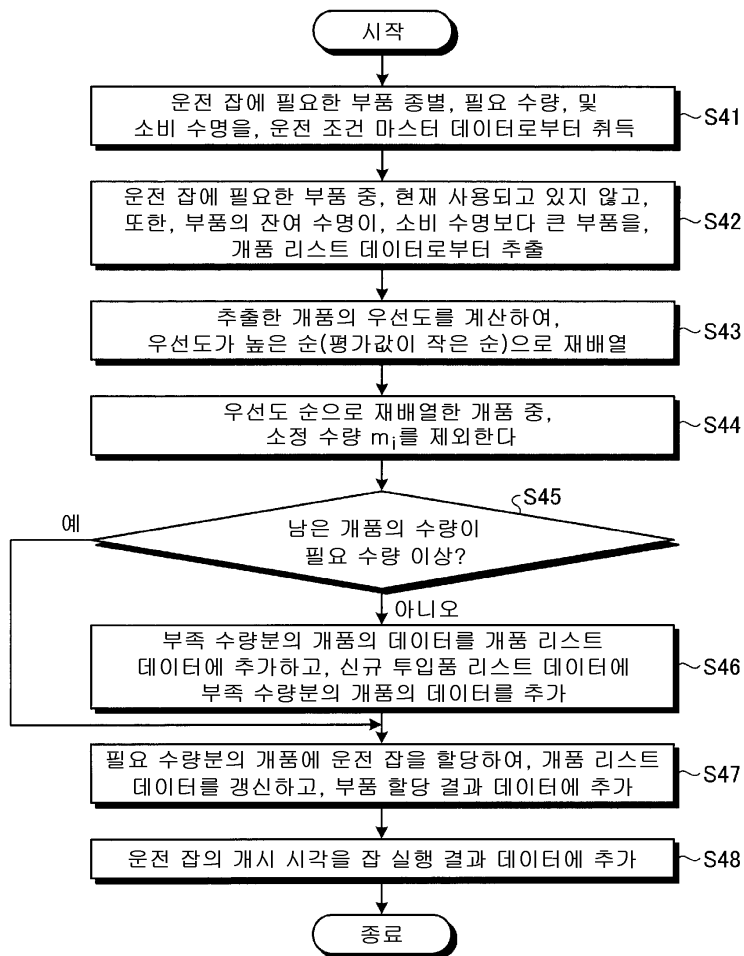 시작
운전 잡에 필요한 부품 종별, 필요 수량, 및
소비 수명을, 운전 조건 마스터 데이터로부터 취득
S41
운전 잡에 필요한 부품 중, 현재 사용되고 있지 않고,
또한, 부품의 잔여 수명이, 소비 수명보다 큰 부품을,
개품 리스트 데이터로부터 추출
S42
추출한 개품의 우선도를 계산하여,
우선도가 높은 순(평가값이 작은 순)으로 재배열
S43
우선도 순으로 재배열한 개품 중,
소정 수량 mi를 제외한다
S44
S45
예
남은 개품의 수량이
필요 수량 이상?
아니오
부족 수량분의 개품의 데이터를 개품 리스트
데이터에 추가하고, 신규 투입품 리스트 데이터에
부족 수량분의 개품의 데이터를 추가
S46
필요 수량분의 개품에 운전 잡을 할당하여, 개품 리스트
데이터를 갱신하고, 부품 할당 결과 데이터에 추가
S47
운전 잡의 개시 시각을 잡 실행 결과 데이터에 추가
S48
종료